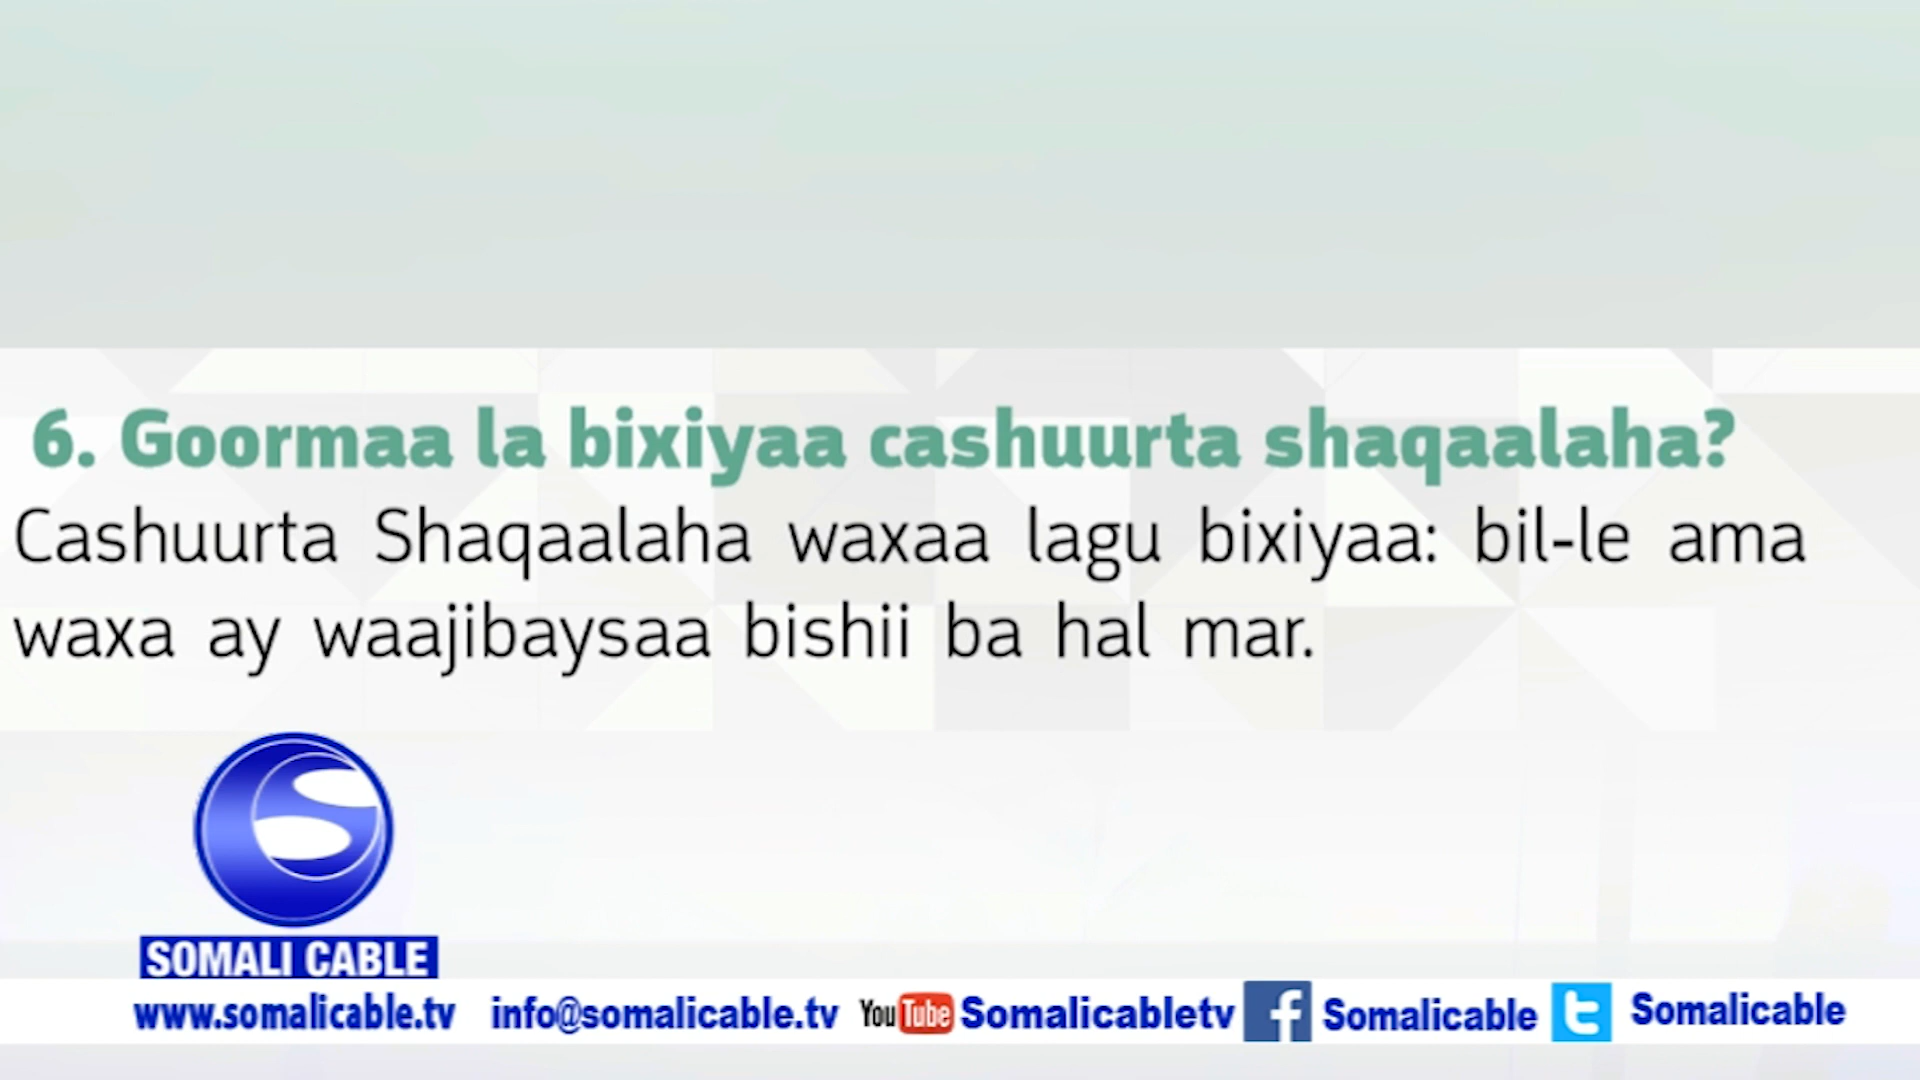 6. Goormaa la bixiyaa cashuurta shaqaalaha?
Cashuurta Shaqaalaha waxaa lagu bixiyaa: bil-le ama
waxa ay waajibaysaa bishii ba hal mar.
SOMALI CABLE
www.somalicable.tv info@somalicable.tv YouTube Somalicabletv f Somalicable t Somalicable